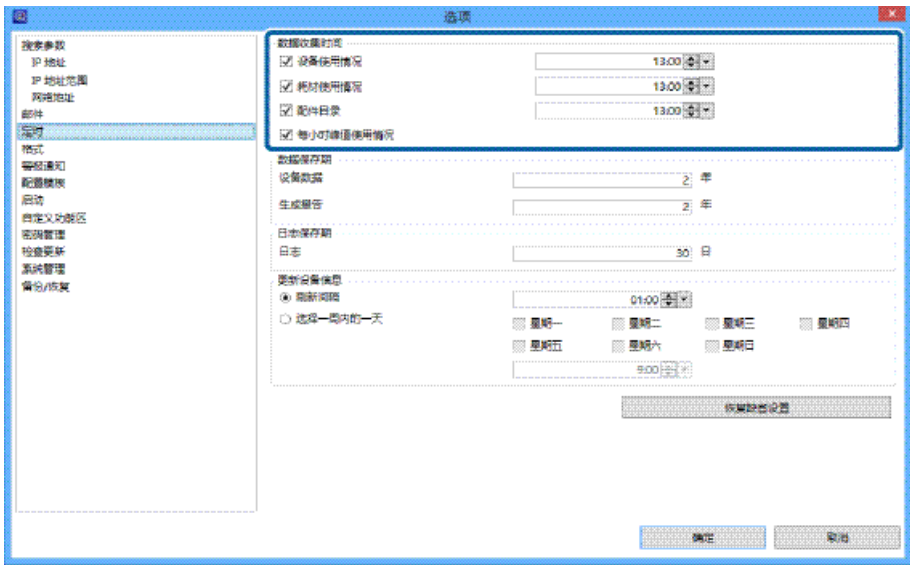 选项
搜索参数
IP 地址
IP 地址范围
网络地址
邮件
定时
格式
警报通知
配置模板
启动
自定义功能区
密码管理
检查更新
系统管理
备份/恢复
数据收集时间
设备使用情况 13:00
耗材使用情况 13:00
配件目录 13:00
每小时峰值使用情况
数据保存期
设备数据 2 年
生成报告 2 年
日志保存期
日志 30 日
更新设备信息
刷新间隔 01:00
选择一周内的一天
星期一 星期二 星期三 星期四
星期五 星期六 星期日
9:00
恢复缺省设置
确定 取消